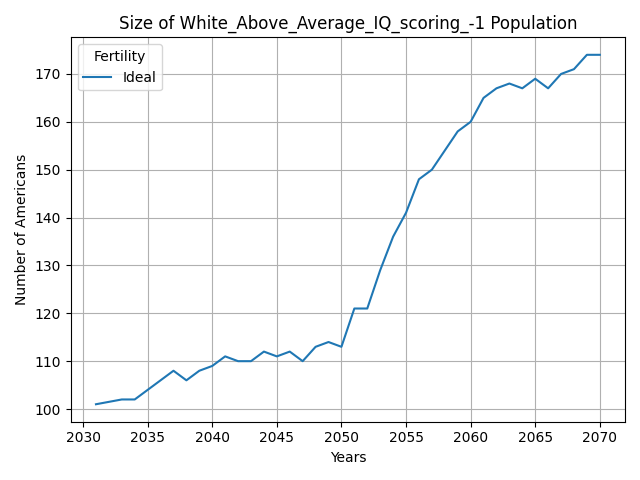 Size of White_Above_Average_IQ_scoring_-1 Population
Fertility
Ideal
Number of Americans
170
160
150
140
130
120
110
100
2030 2035 2040 2045 2050 2055 2060 2065 2070
Years